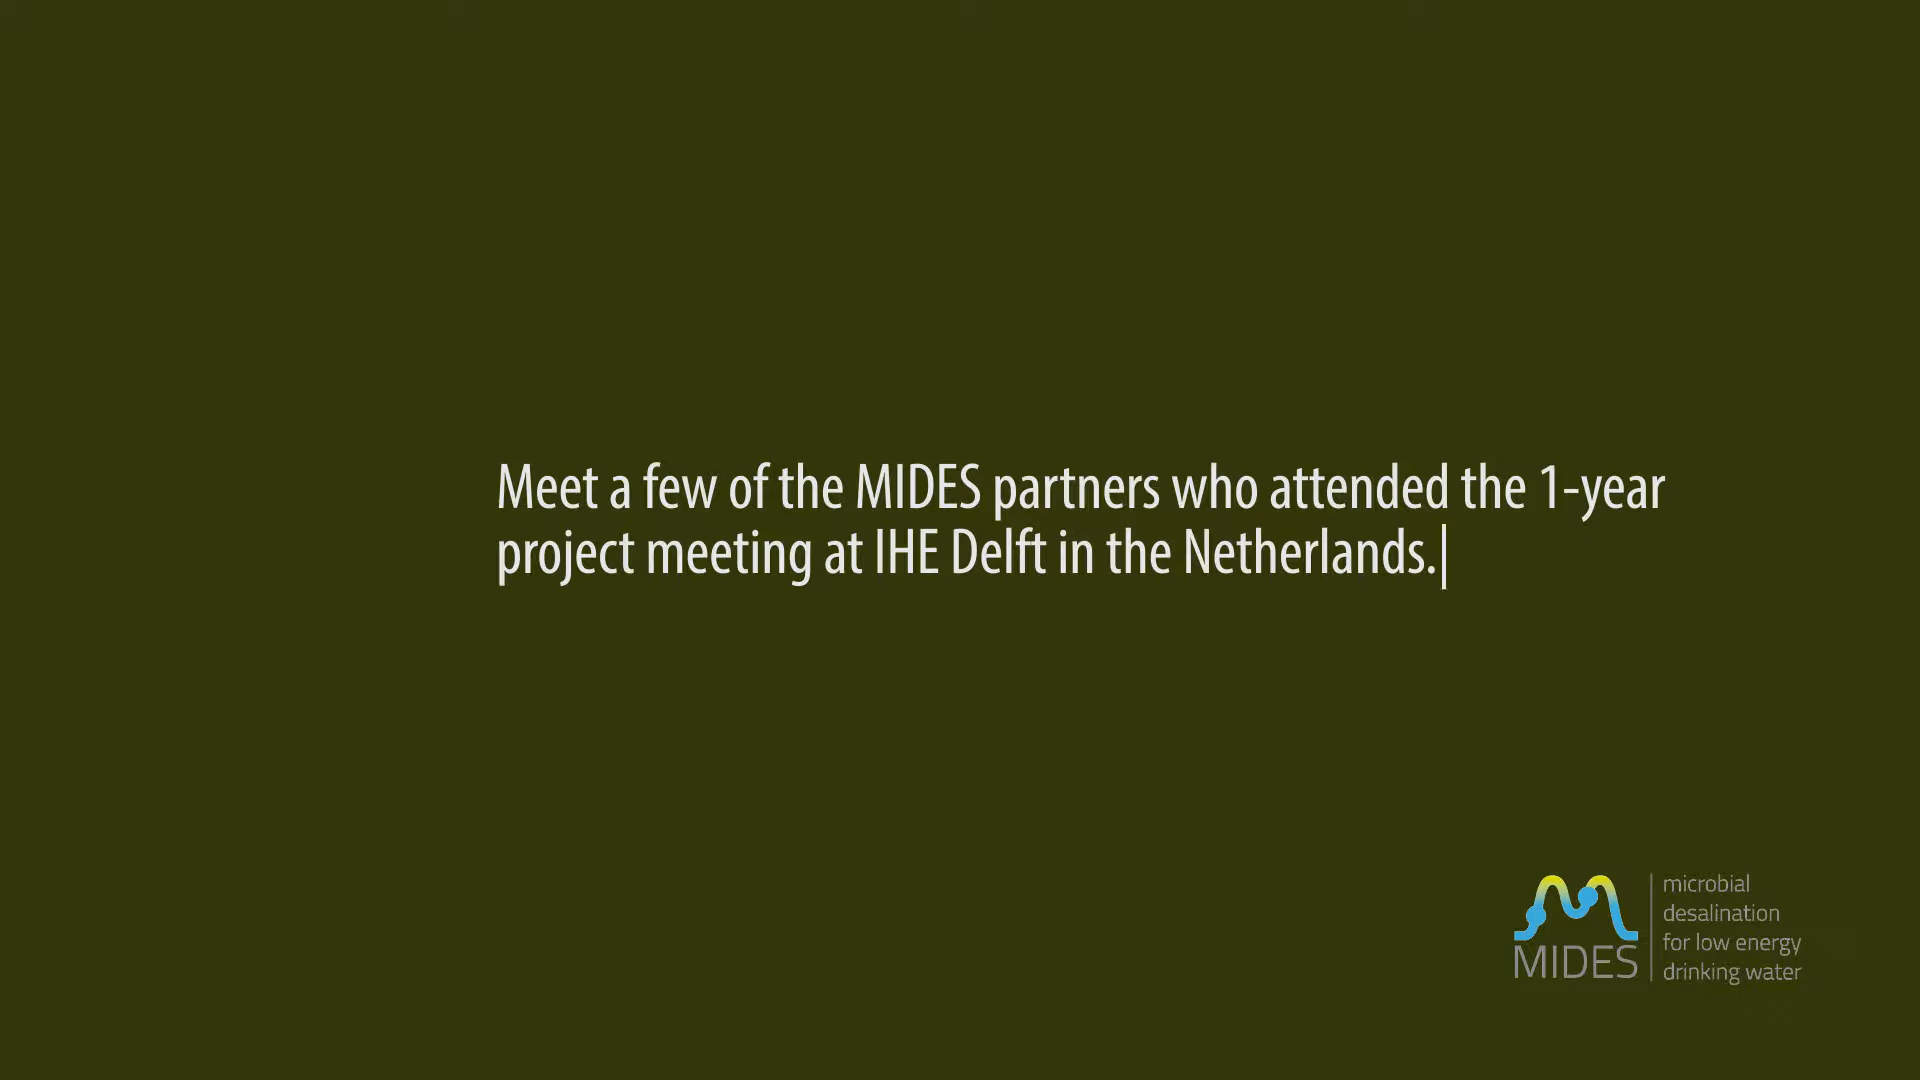 Meet a few of the MIDES partners who attended the 1-year
project meeting at IHE Delft in the Netherlands.
MIDES
microbial
desalination
for low energy
drinking water